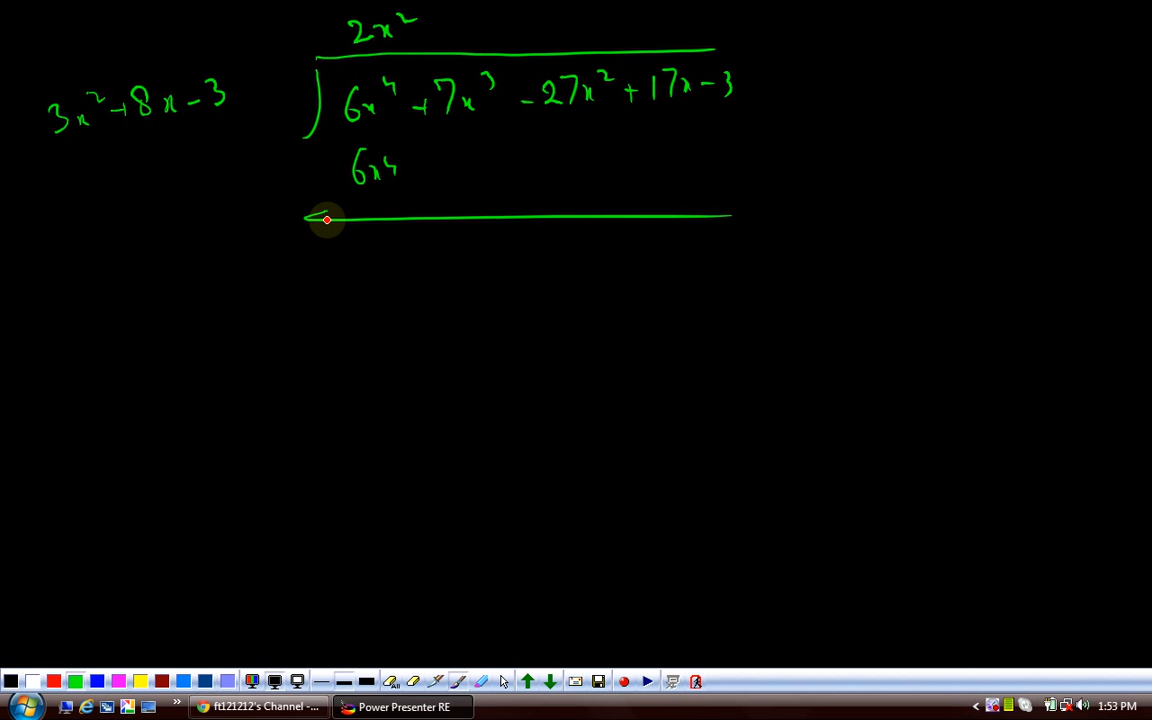 2x²
3x² + 8x - 3 ) 6x⁴ + 7x³ - 27x² + 17x - 3
6x⁴
ft121212's Channel -...
Power Presenter RE
1:53 PM